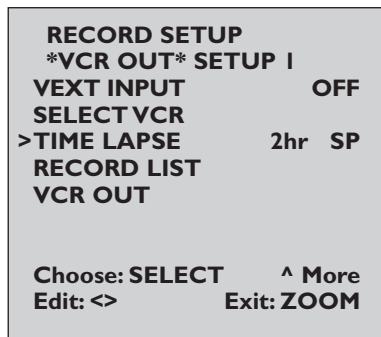 RECORD SETUP
*VCR OUT* SETUP 1
VEXT INPUT OFF
SELECT VCR
>TIME LAPSE 2hr SP
RECORD LIST
VCR OUT
Choose: SELECT ^ More
Edit: <> Exit: ZOOM